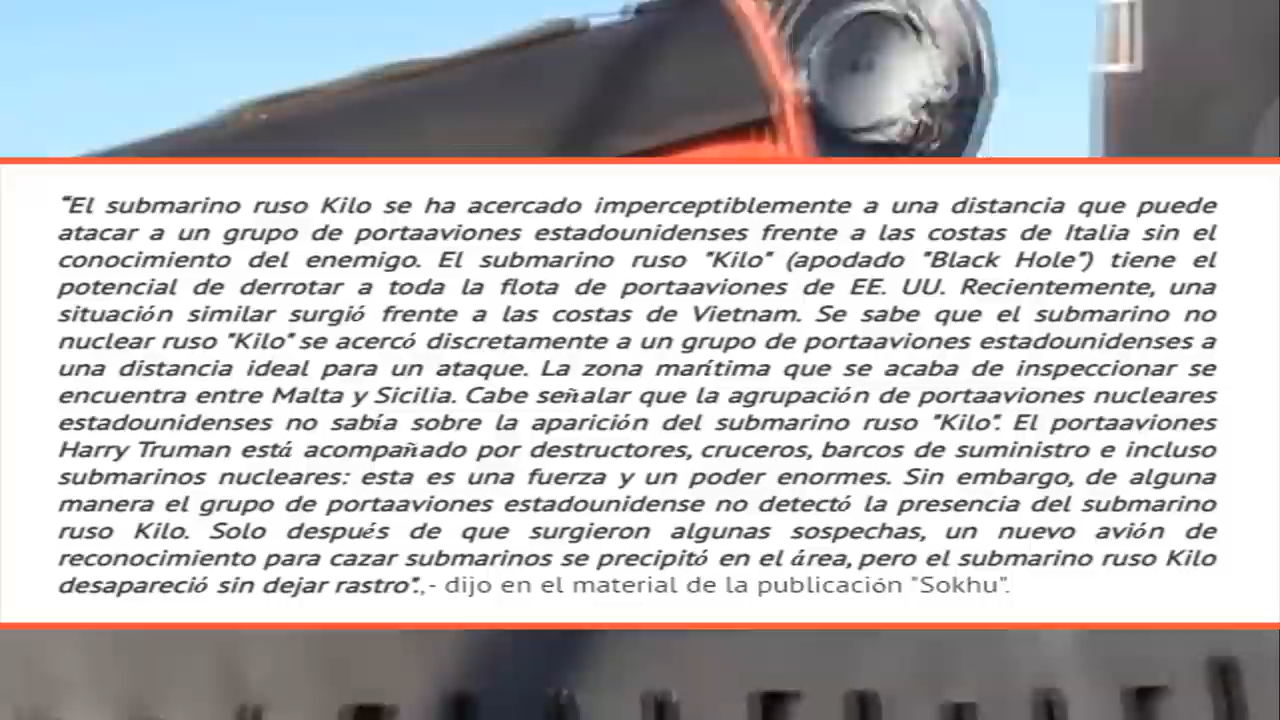 "El submarino ruso Kilo se ha acercado imperceptiblemente a una distancia que puede
atacar a un grupo de portaaviones estadounidenses frente a las costas de Italia sin el
conocimiento del enemigo. El submarino ruso "Kilo" (apodado "Black Hole") tiene el
potencial de derrotar a toda la flota de portaaviones de EE. UU. Recientemente, una
situación similar surgió frente a las costas de Vietnam. Se sabe que el submarino no
nuclear ruso "Kilo" se acercó discretamente a un grupo de portaaviones estadounidenses a
una distancia ideal para un ataque. La zona marítima que se acaba de inspeccionar se
encuentra entre Malta y Sicilia. Cabe señalar que la agrupación de portaaviones nucleares
estadounidenses no sabía sobre la aparición del submarino ruso "Kilo". El portaaviones
Harry Truman está acompañado por destructores, cruceros, barcos de suministro e incluso
submarinos nucleares: esta es una fuerza y un poder enormes. Sin embargo, de alguna
manera el grupo de portaaviones estadounidense no detectó la presencia del submarino
ruso Kilo. Solo después de que surgieron algunas sospechas, un nuevo avión de
reconocimiento para cazar submarinos se precipitó en el área, pero el submarino ruso Kilo
desapareció sin dejar rastro".,- dijo en el material de la publicación "Sokhu".